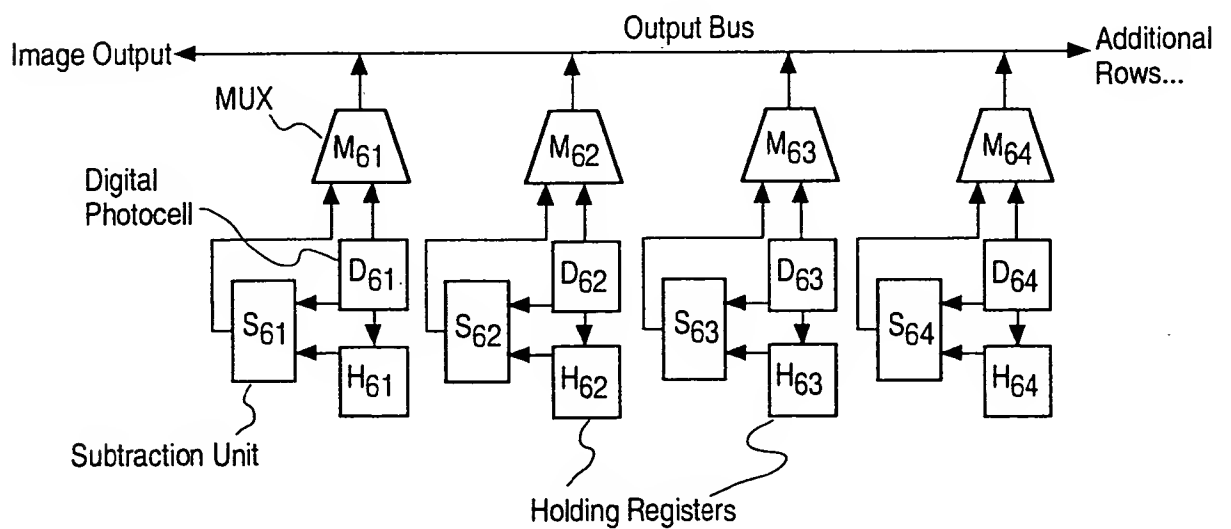 Output Bus
Image Output
Additional
Rows...
MUX
M61
M62
M63
M64
Digital
Photocell
D61
D62
D63
D64
S61
S62
S63
S64
H61
H62
H63
H64
Subtraction Unit
Holding Registers